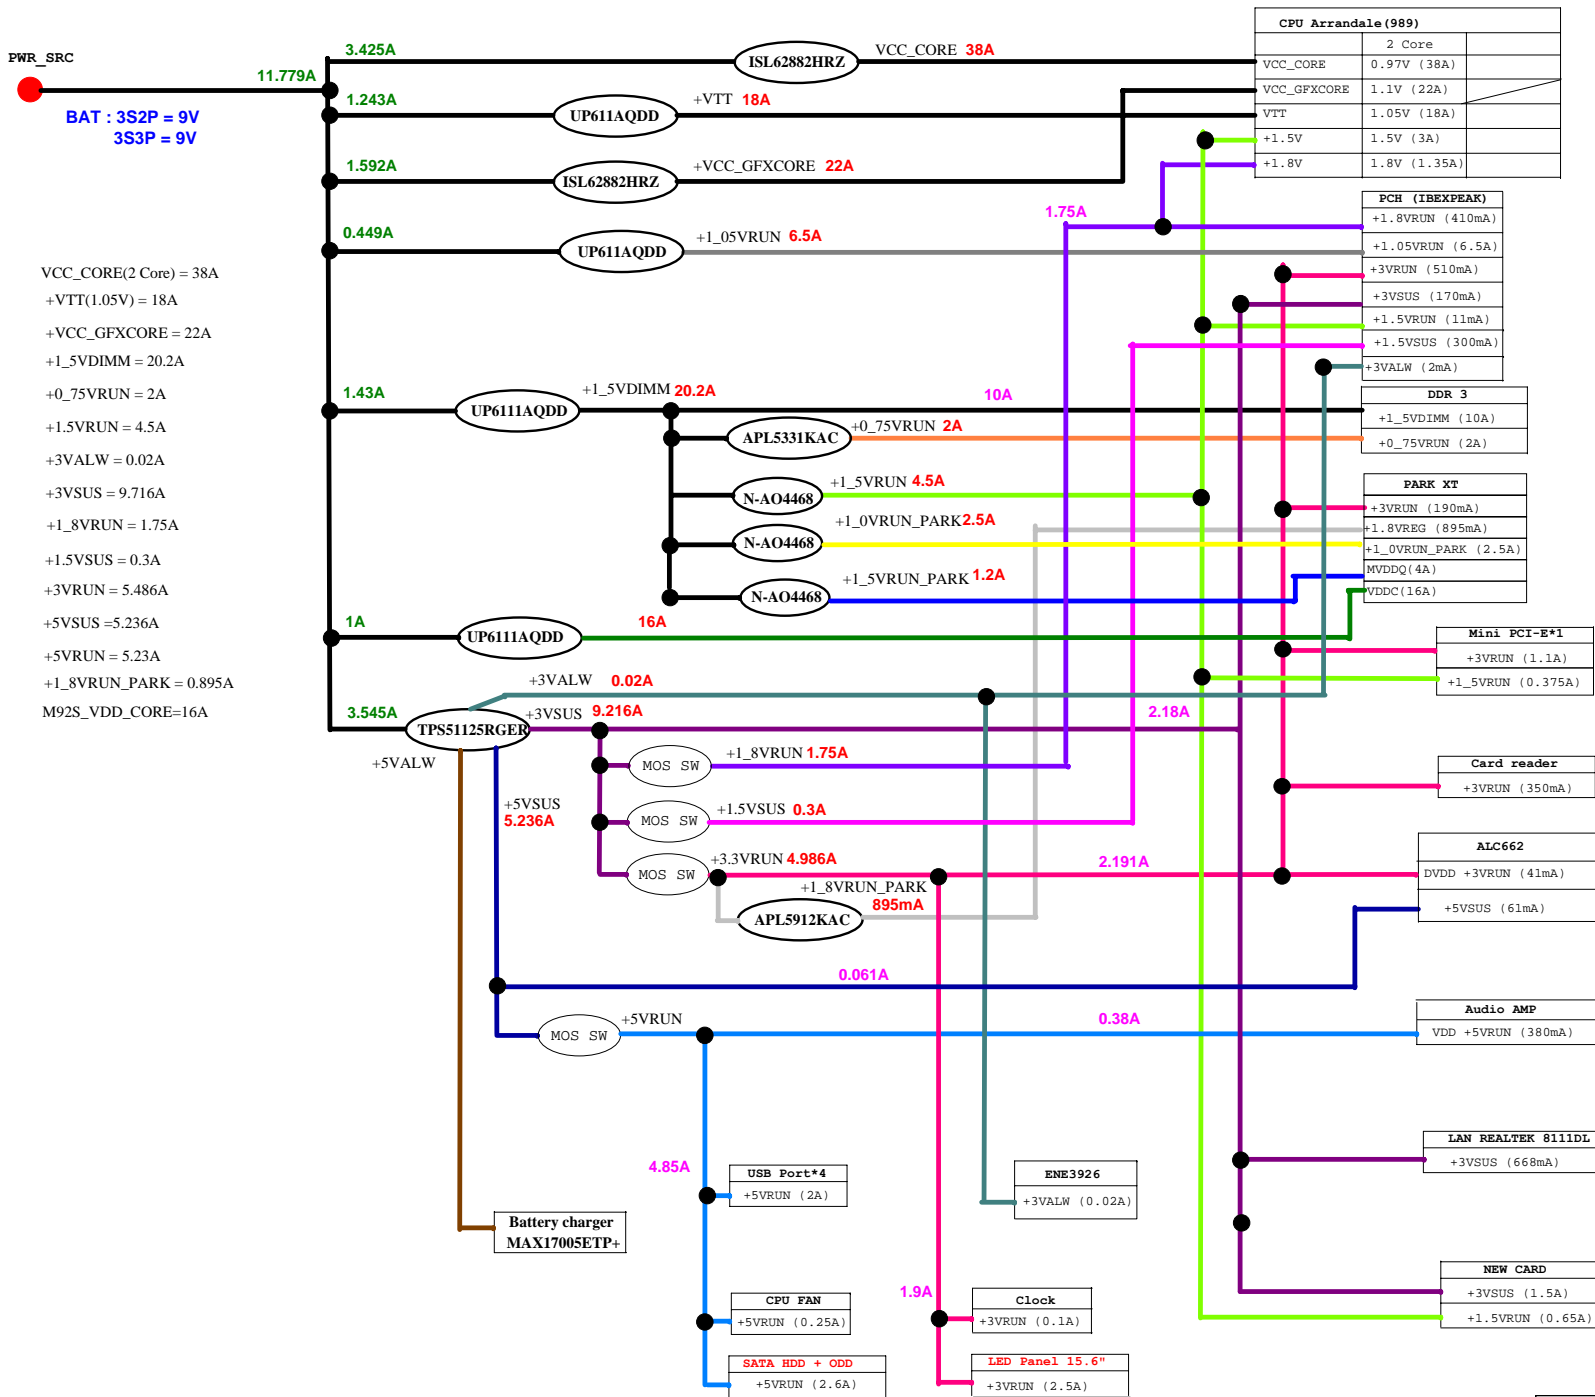 PWR_SRC
11.779A
BAT : 3S2P = 9V
3S3P = 9V
VCC_CORE(2 Core) = 38A
+VTT(1.05V) = 18A
+VCC_GFXCORE = 22A
+1_5VDIMM = 20.2A
+0_75VRUN = 2A
+1.5VRUN = 4.5A
+3VALW = 0.02A
+3VSUS = 9.716A
+1_8VRUN = 1.75A
+1.5VSUS = 0.3A
+3VRUN = 5.486A
+5VSUS =5.236A
+5VRUN = 5.23A
+1_8VRUN_PARK = 0.895A
M92S_VDD_CORE=16A
3.425A
ISL62882HRZ
VCC_CORE 38A
1.243A
UP611AQDD
+VTT 18A
1.592A
ISL62882HRZ
+VCC_GFXCORE 22A
0.449A
UP611AQDD
+1_05VRUN 6.5A
1.75A
1.43A
UP6111AQDD
+1_5VDIMM 20.2A
10A
APL5331KAC
+0_75VRUN 2A
N-AO4468
+1_5VRUN 4.5A
N-AO4468
+1_0VRUN_PARK 2.5A
N-AO4468
+1_5VRUN_PARK 1.2A
1A
UP6111AQDD
16A
3.545A
TPS51125RGER
+3VALW 0.02A
+3VSUS 9.216A
2.18A
+5VALW
+5VSUS
5.236A
MOS SW
+1_8VRUN 1.75A
MOS SW
+1.5VSUS 0.3A
MOS SW
+3.3VRUN 4.986A
2.191A
+1_8VRUN_PARK
895mA
APL5912KAC
0.061A
MOS SW
+5VRUN
0.38A
4.85A
1.9A
CPU Arrandale(989)
2 Core
VCC_CORE 0.97V (38A)
VCC_GFXCORE 1.1V (22A)
VTT 1.05V (18A)
+1.5V 1.5V (3A)
+1.8V 1.8V (1.35A)
PCH (IBEXPEAK)
+1.8VRUN (410mA)
+1.05VRUN (6.5A)
+3VRUN (510mA)
+3VSUS (170mA)
+1.5VRUN (11mA)
+1.5VSUS (300mA)
+3VALW (2mA)
DDR 3
+1_5VDIMM (10A)
+0_75VRUN (2A)
PARK XT
+3VRUN (190mA)
+1.8VREG (895mA)
+1_0VRUN_PARK (2.5A)
MVDDQ(4A)
VDDC(16A)
Mini PCI-E*1
+3VRUN (1.1A)
+1_5VRUN (0.375A)
Card reader
+3VRUN (350mA)
ALC662
DVDD +3VRUN (41mA)
+5VSUS (61mA)
Audio AMP
VDD +5VRUN (380mA)
LAN REALTEK 8111DL
+3VSUS (668mA)
NEW CARD
+3VSUS (1.5A)
+1.5VRUN (0.65A)
USB Port*4
+5VRUN (2A)
ENE3926
+3VALW (0.02A)
Battery charger
MAX17005ETP+
CPU FAN
+5VRUN (0.25A)
Clock
+3VRUN (0.1A)
SATA HDD + ODD
+5VRUN (2.6A)
LED Panel 15.6"
+3VRUN (2.5A)